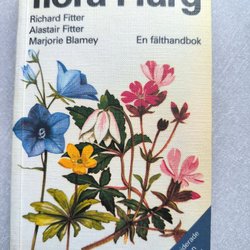 flora i färg
Richard Fitter
Alastair Fitter
Marjorie Blamey
En fälthandbok